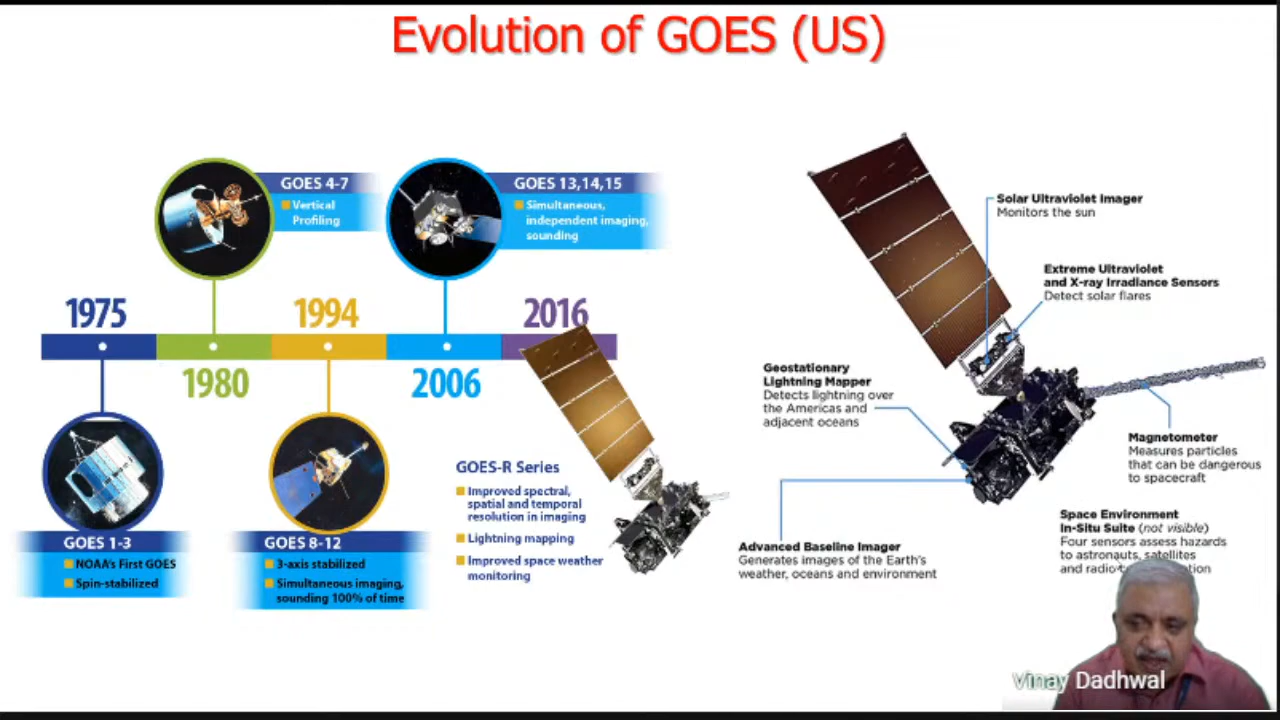 Evolution of GOES (US)
GOES 4-7
Vertical
Profiling
GOES 13,14,15
Simultaneous,
independent imaging,
sounding
1975
1994
2016
1980
2006
GOES 1-3
NOAA's First GOES
Spin-stabilized
GOES 8-12
3-axis stabilized
Simultaneous imaging,
sounding 100% of time
GOES-R Series
Improved spectral,
spatial and temporal
resolution in imaging
Lightning mapping
Improved space weather
monitoring
Solar Ultraviolet Imager
Monitors the sun
Extreme Ultraviolet
and X-ray Irradiance Sensors
Detect solar flares
Geostationary
Lightning Mapper
Detects lightning over
the Americas and
adjacent oceans
Magnetometer
Measures particles
that can be dangerous
to spacecraft
Advanced Baseline Imager
Generates images of the Earth's
weather, oceans and environment
Space Environment
In-Situ Suite (not visible)
Four sensors assess hazards
to astronauts, satellites
and
Vinay Dadhwal